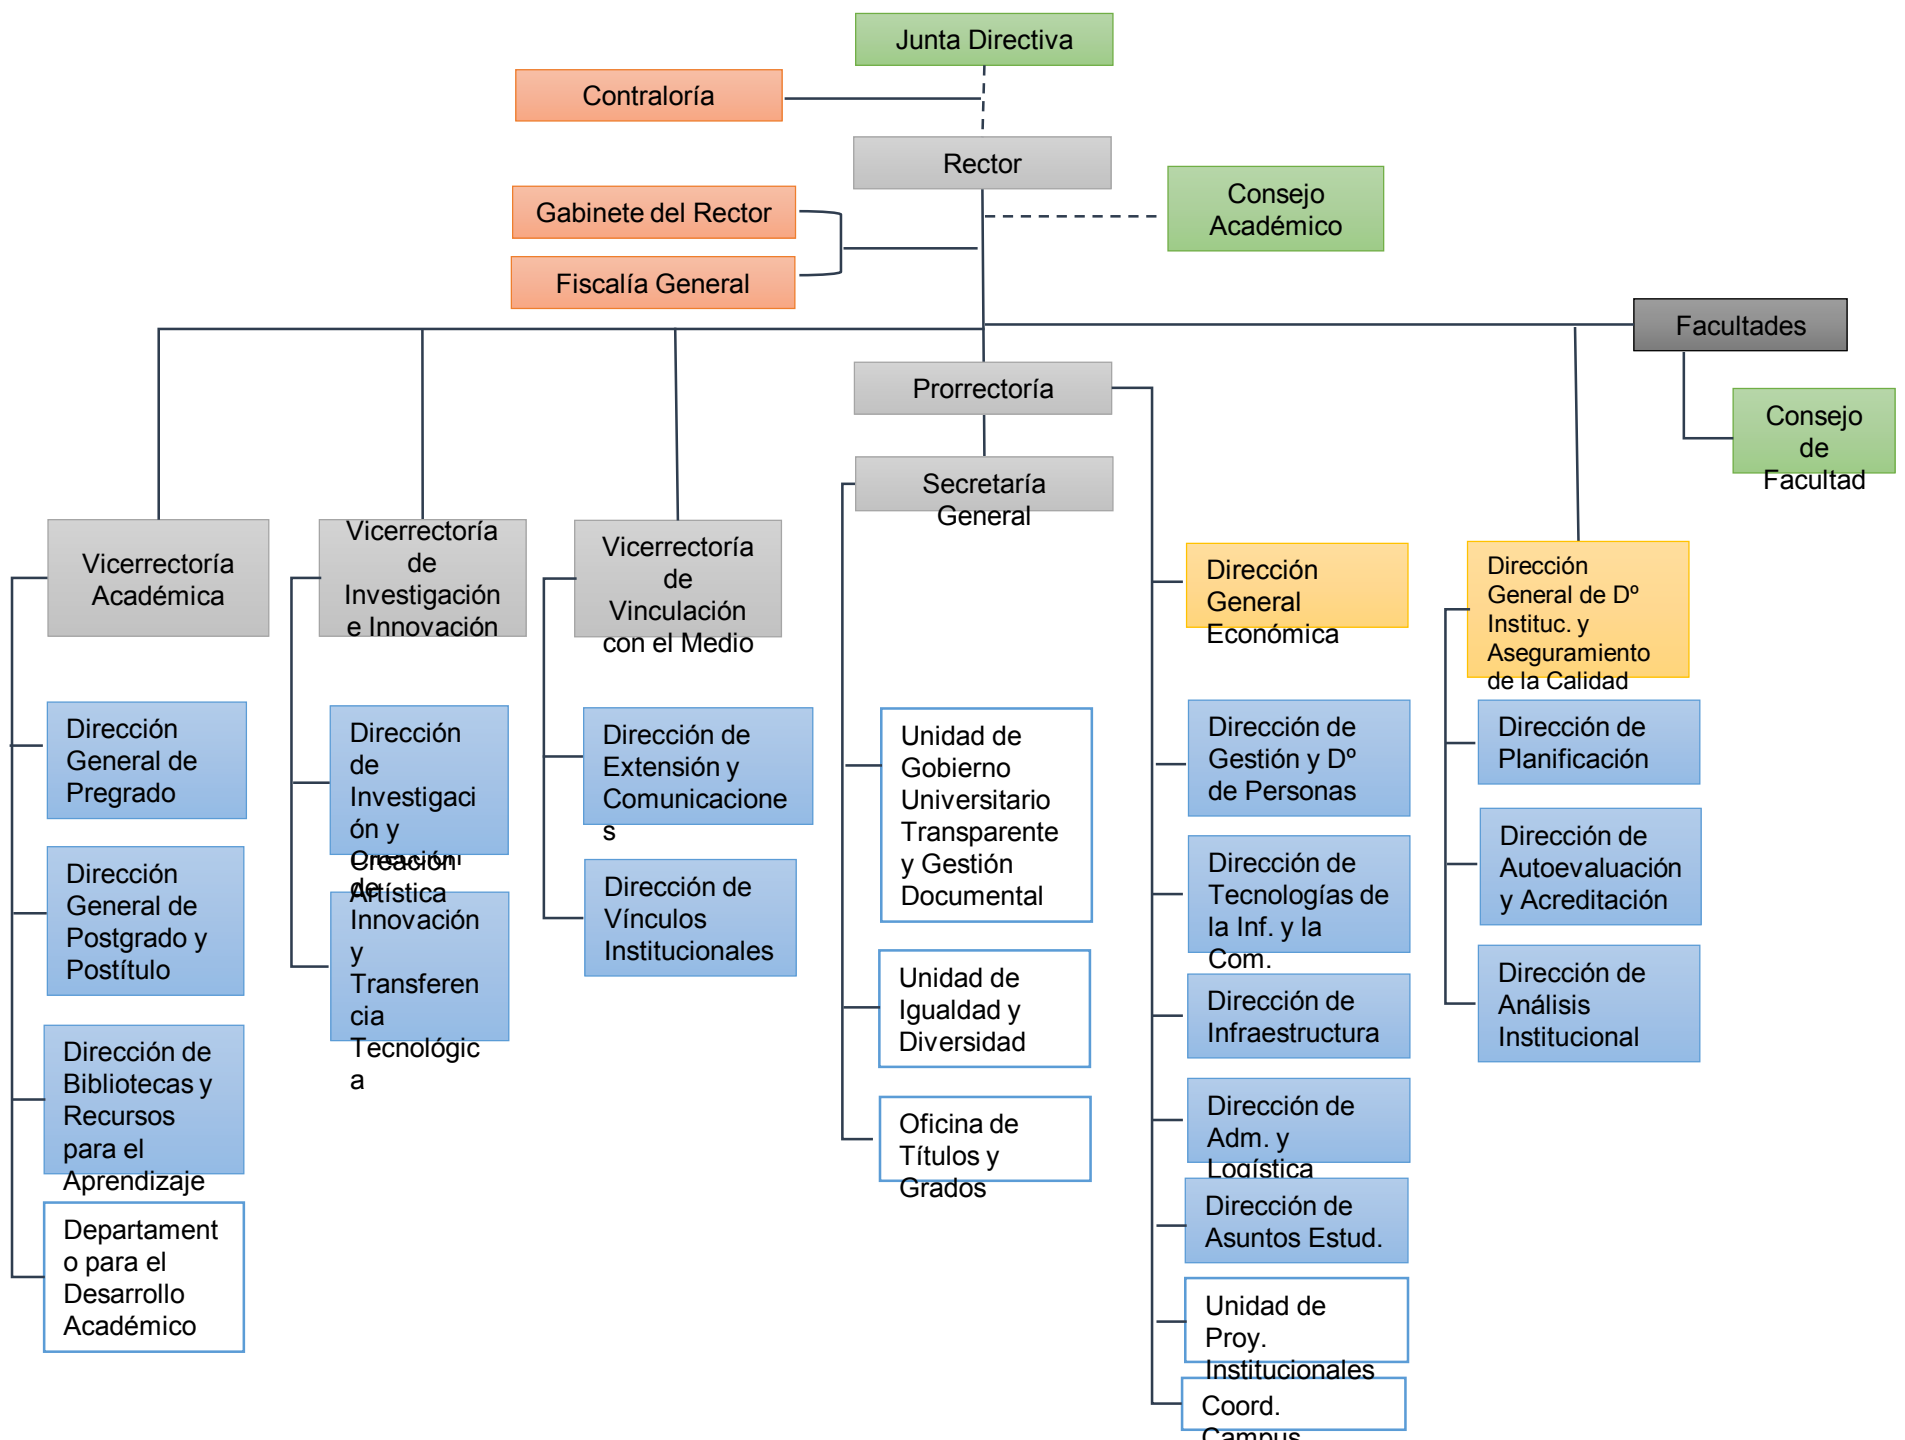 Junta Directiva
Contraloría
Rector
Consejo
Académico
Gabinete del Rector
Fiscalía General
Facultades
Consejo
de
Facultad
Prorrectoría
Secretaría
General
Vicerrectoría
Académica
Vicerrectoría
de
Investigación
e Innovación
Vicerrectoría
de
Vinculación
con el Medio
Dirección
General
Económica
Dirección
General de Dº
Instituc. y
Aseguramiento
de la Calidad
Dirección
General de
Pregrado
Dirección
General de
Postgrado y
Postítulo
Dirección de
Bibliotecas y
Recursos
para el
Aprendizaje
Departament
o para el
Desarrollo
Académico
Dirección
de
Investigaci
ón y
Creación
Artística
de
Innovación
y
Transferen
cia
Tecnológic
a
Dirección de
Extensión y
Comunicacione
s
Dirección de
Vínculos
Institucionales
Unidad de
Gobierno
Universitario
Transparente
y Gestión
Documental
Unidad de
Igualdad y
Diversidad
Oficina de
Títulos y
Grados
Dirección de
Gestión y Dº
de Personas
Dirección de
Tecnologías de
la Inf. y la
Com.
Dirección de
Infraestructura
Dirección de
Adm. y
Logística
Dirección de
Asuntos Estud.
Unidad de
Proy.
Institucionales
Coord.
Campus
Dirección de
Planificación
Dirección de
Autoevaluación
y Acreditación
Dirección de
Análisis
Institucional